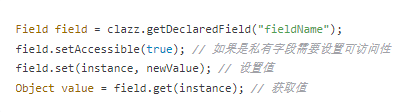 Field field = clazz.getDeclaredField("fieldName");
field.setAccessible(true); // 如果是私有字段需要设置可访问性
field.set(instance, newValue); // 设置值
Object value = field.get(instance); // 获取值